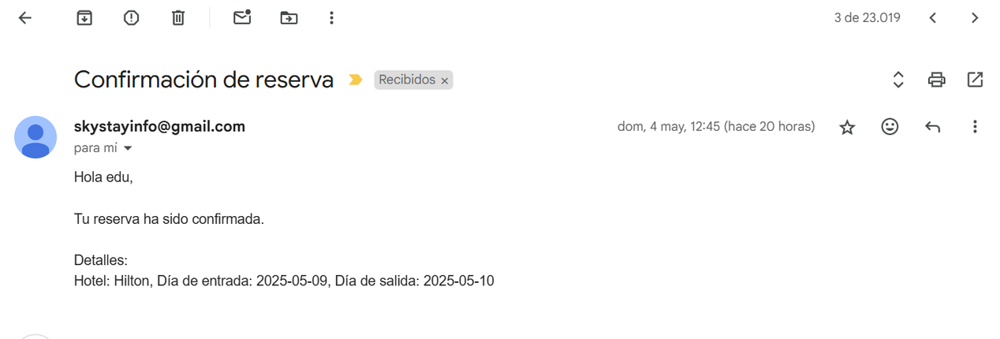 3 de 23.019
Confirmación de reserva
Recibidos ×
skystayinfo@gmail.com
dom, 4 may, 12:45 (hace 20 horas)
para mí
Hola edu,
Tu reserva ha sido confirmada.
Detalles:
Hotel: Hilton, Día de entrada: 2025-05-09, Día de salida: 2025-05-10